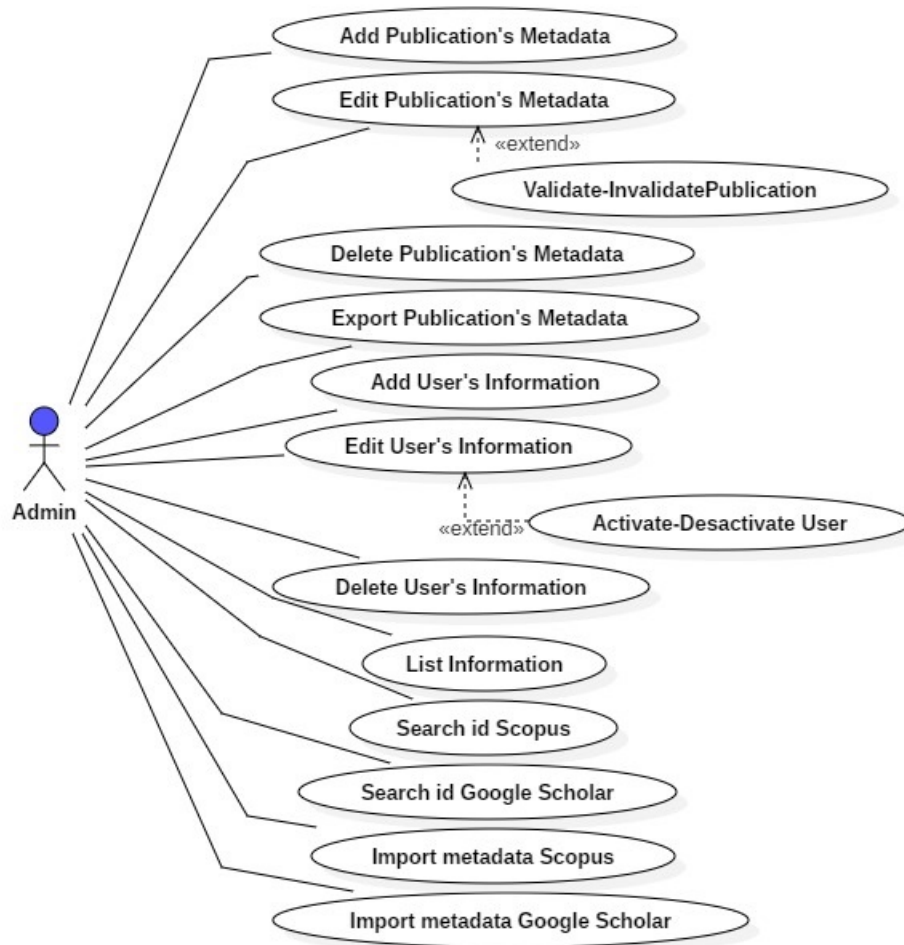 Add Publication's Metadata
Edit Publication's Metadata
«extend»
Validate-InvalidatePublication
Delete Publication's Metadata
Export Publication's Metadata
Add User's Information
Edit User's Information
Admin
«extend»
Activate-Desactivate User
Delete User's Information
List Information
Search id Scopus
Search id Google Scholar
Import metadata Scopus
Import metadata Google Scholar